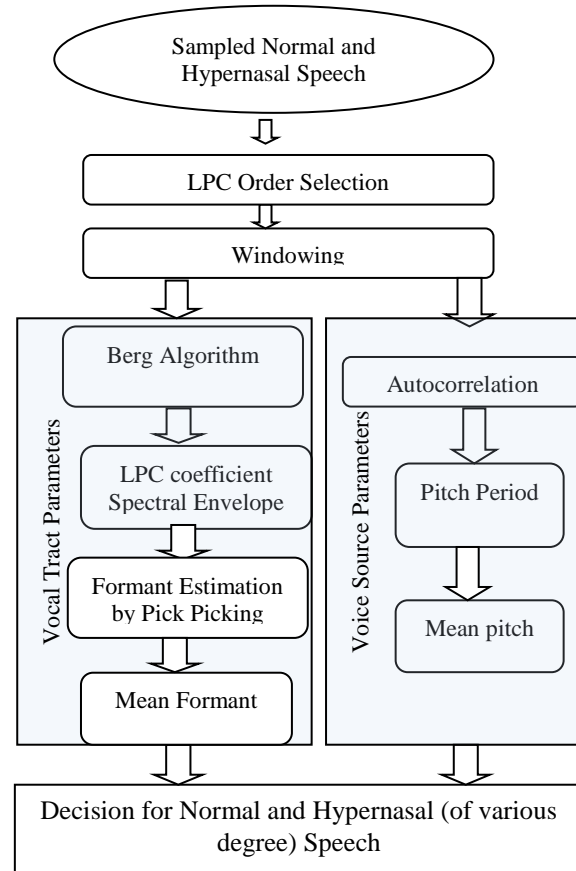 Sampled Normal and
Hypernasal Speech
LPC Order Selection
Windowing
Vocal Tract Parameters
Berg Algorithm
LPC coefficient
Spectral Envelope
Formant Estimation
by Pick Picking
Mean Formant
Voice Source Parameters
Autocorrelation
Pitch Period
Mean pitch
Decision for Normal and Hypernasal (of various
degree) Speech